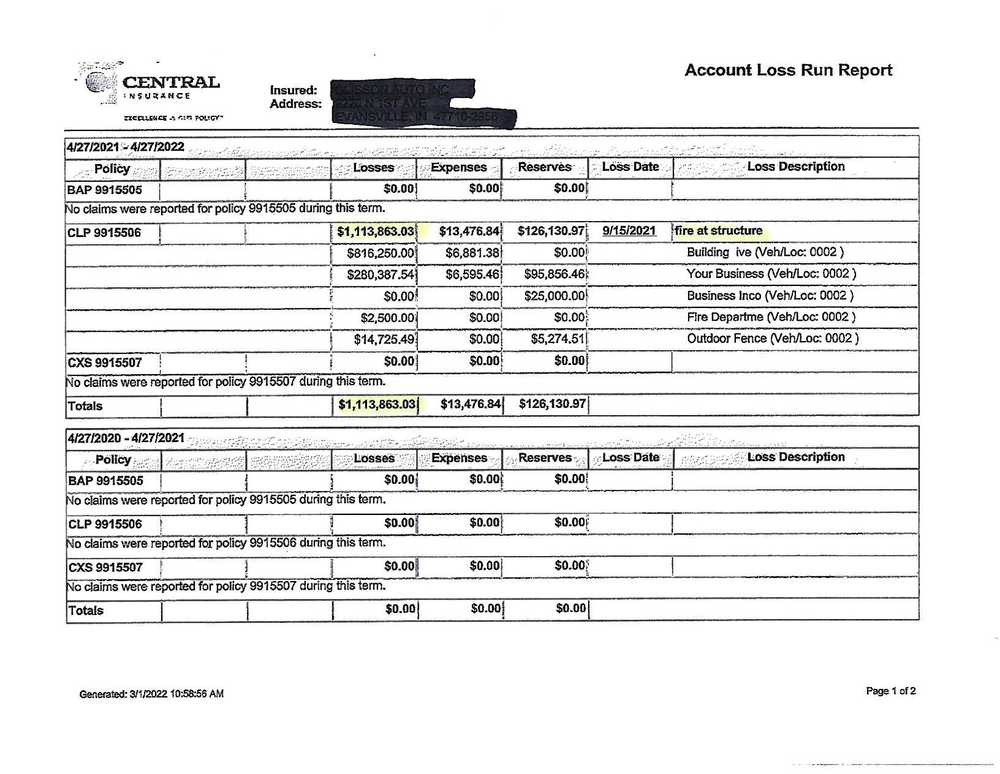 Account Loss Run Report
CENTRAL
INSURANCE
EXCELLENCE IS OUR POLICY
Insured:
Address:
4/27/2021 - 4/27/2022
Policy Losses Expenses Reserves Loss Date Loss Description
BAP 9915505 $0.00 $0.00 $0.00
No claims were reported for policy 9915505 during this term.
CLP 9915506 $1,113,863.03 $13,476.84 $126,130.97 9/15/2021 fire at structure
$816,250.00 $6,881.38 $0.00 Building ive (Veh/Loc: 0002 )
$280,387.54 $6,595.46 $95,856.46 Your Business (Veh/Loc: 0002 )
$0.00 $0.00 $25,000.00 Business Inco (Veh/Loc: 0002 )
$2,500.00 $0.00 $0.00 Fire Departme (Veh/Loc: 0002 )
$14,725.49 $0.00 $5,274.51 Outdoor Fence (Veh/Loc: 0002 )
CXS 9915507 $0.00 $0.00 $0.00
No claims were reported for policy 9915507 during this term.
Totals $1,113,863.03 $13,476.84 $126,130.97
4/27/2020 - 4/27/2021
Policy Losses Expenses Reserves Loss Date Loss Description
BAP 9915505 $0.00 $0.00 $0.00
No claims were reported for policy 9915505 during this term.
CLP 9915506 $0.00 $0.00 $0.00
No claims were reported for policy 9915506 during this term.
CXS 9915507 $0.00 $0.00 $0.00
No claims were reported for policy 9915507 during this term.
Totals $0.00 $0.00 $0.00
Generated: 3/1/2022 10:58:56 AM
Page 1 of 2